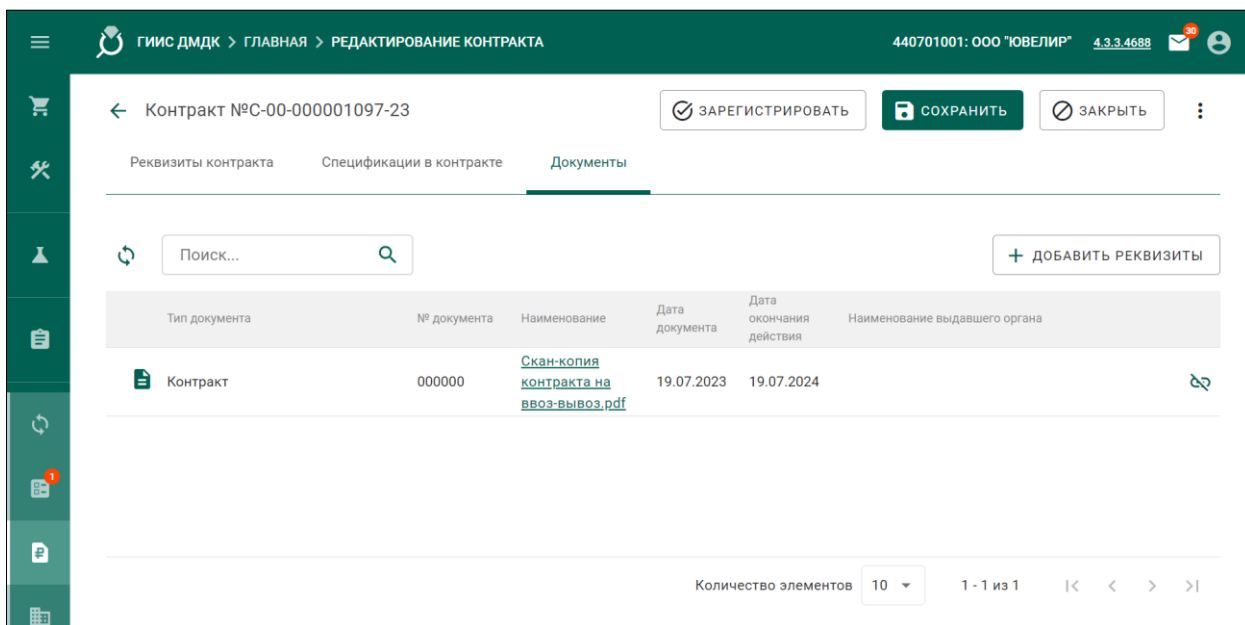 ГИИС ДМДК > ГЛАВНАЯ > РЕДАКТИРОВАНИЕ КОНТРАКТА
440701001: ООО "ЮВЕЛИР"
4.3.3.4688
30
Контракт №С-00-000001097-23
ЗАРЕГИСТРИРОВАТЬ
СОХРАНИТЬ
ЗАКРЫТЬ
Реквизиты контракта
Спецификации в контракте
Документы
Поиск...
ДОБАВИТЬ РЕКВИЗИТЫ
Тип документа
№ документа
Наименование
Дата
документа
Дата
окончания
действия
Наименование выдавшего органа
Контракт
000000
Скан-копия
контракта на
ввоз-вывоз.pdf
19.07.2023
19.07.2024
1
Количество элементов
10
1 - 1 из 1